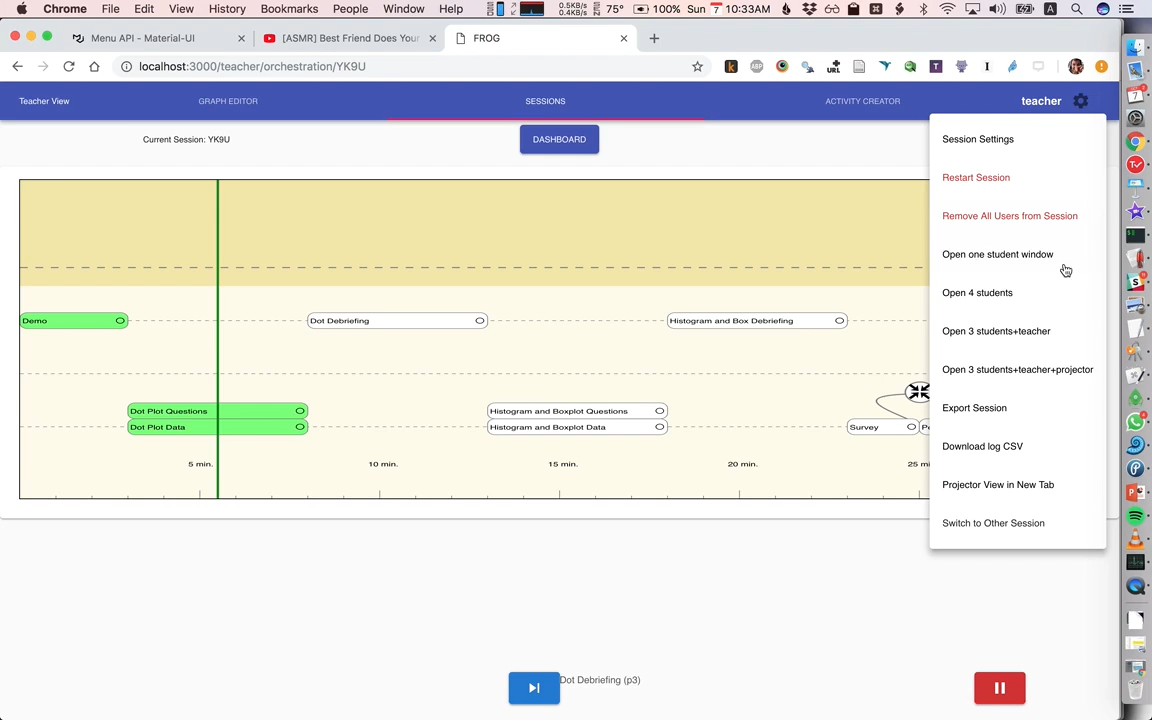 Chrome File Edit View History Bookmarks People Window Help 0.5KB/s 0.4KB/s 75° 100% Sun 7 10:33AM
Menu API - Material-UI [ASMR] Best Friend Does Your FROG
localhost:3000/teacher/orchestration/YK9U
Teacher View GRAPH EDITOR SESSIONS ACTIVITY CREATOR teacher
Current Session: YK9U DASHBOARD
Session Settings
Restart Session
Remove All Users from Session
Open one student window
Open 4 students
Open 3 students+teacher
Open 3 students+teacher+projector
Export Session
Download log CSV
Projector View in New Tab
Switch to Other Session
Demo Dot Debriefing Histogram and Box Debriefing
Dot Plot Questions Histogram and Boxplot Questions
Dot Plot Data Histogram and Boxplot Data Survey Pe
5 min. 10 min. 15 min. 20 min. 25 mi
Dot Debriefing (p3)